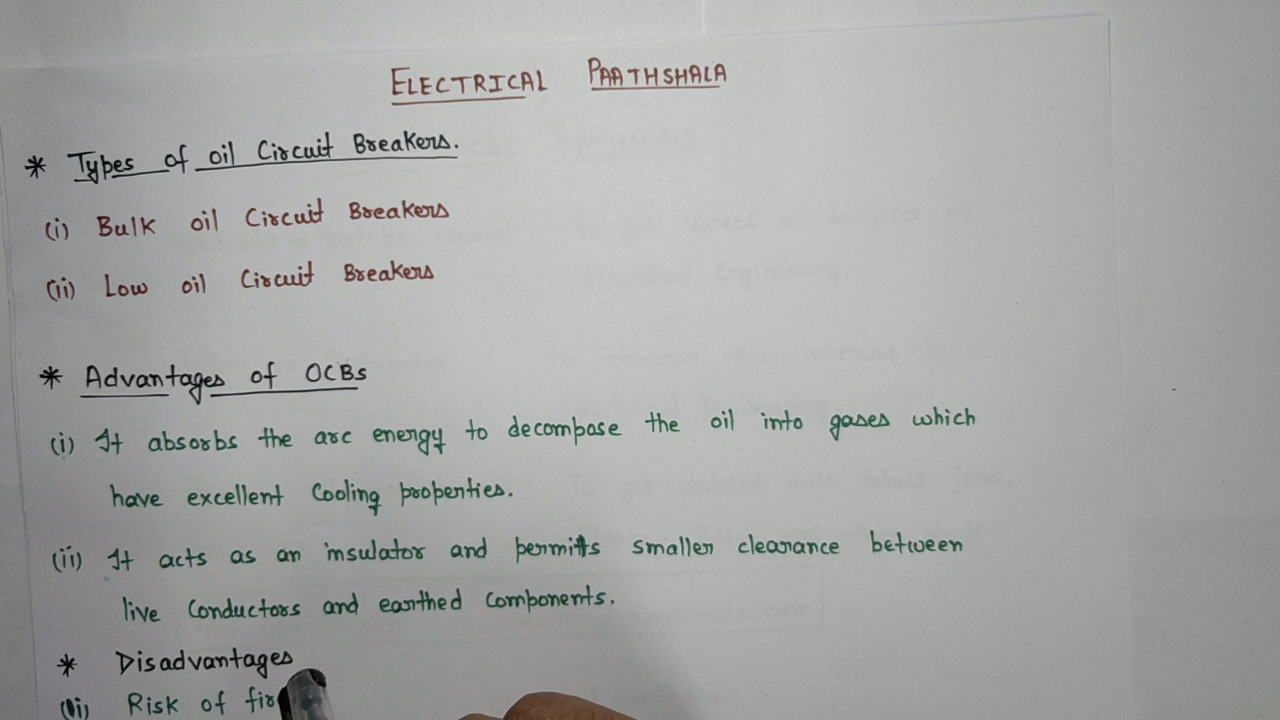 ELECTRICAL PAATHSHALA
* Types of oil Circuit Breakers.
(i) Bulk oil Circuit Breakers
(ii) Low oil Circuit Breakers
* Advantages of OCBs
(i) It absorbs the arc energy to decompose the oil into gases which
have excellent Cooling properties.
(ii) It acts as an insulator and permits smaller clearance between
live Conductors and earthed Components.
* Disadvantages
(i) Risk of